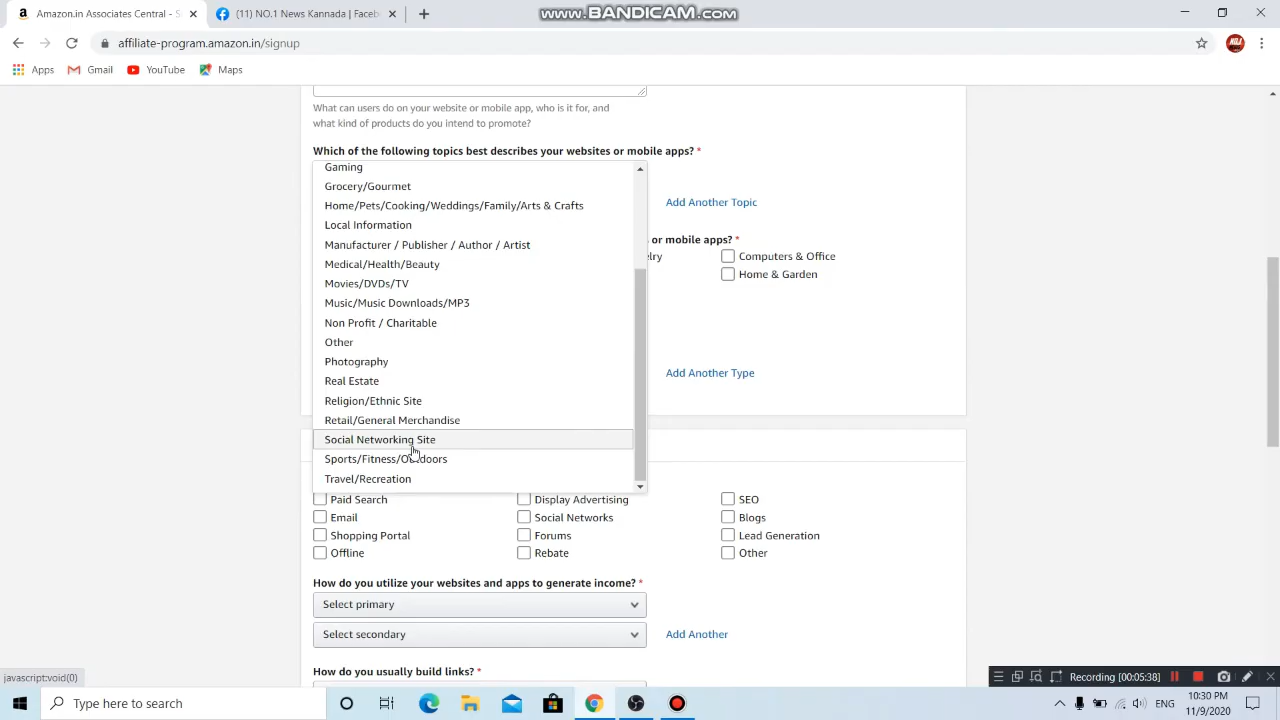 Amazon.in Associates Central - S
(11) NO.1 News Kannada | Faceb
www.BANDICAM.com
affiliate-program.amazon.in/signup
Apps
Gmail
YouTube
Maps
What can users do on your website or mobile app, who is it for, and
what kind of products do you intend to promote?
Which of the following topics best describes your websites or mobile apps? *
Gaming
Grocery/Gourmet
Home/Pets/Cooking/Weddings/Family/Arts & Crafts
Add Another Topic
Local Information
Manufacturer / Publisher / Author / Artist
or mobile apps? *
Medical/Health/Beauty
elry
Computers & Office
Home & Garden
Movies/DVDs/TV
Music/Music Downloads/MP3
Non Profit / Charitable
Other
Photography
Add Another Type
Real Estate
Religion/Ethnic Site
Retail/General Merchandise
Social Networking Site
Sports/Fitness/Outdoors
Travel/Recreation
Paid Search
Display Advertising
SEO
Email
Social Networks
Blogs
Shopping Portal
Forums
Lead Generation
Offline
Rebate
Other
How do you utilize your websites and apps to generate income? *
Select primary
Select secondary
Add Another
How do you usually build links? *
javascript:void(0)
Recording [00:05:38]
Type here to search
ENG
10:30 PM
11/9/2020